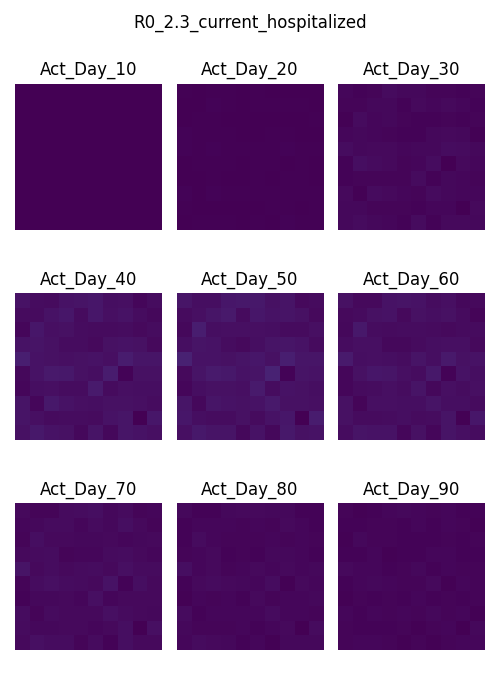 R0_2.3_current_hospitalized
Act_Day_10 Act_Day_20 Act_Day_30
Act_Day_40 Act_Day_50 Act_Day_60
Act_Day_70 Act_Day_80 Act_Day_90